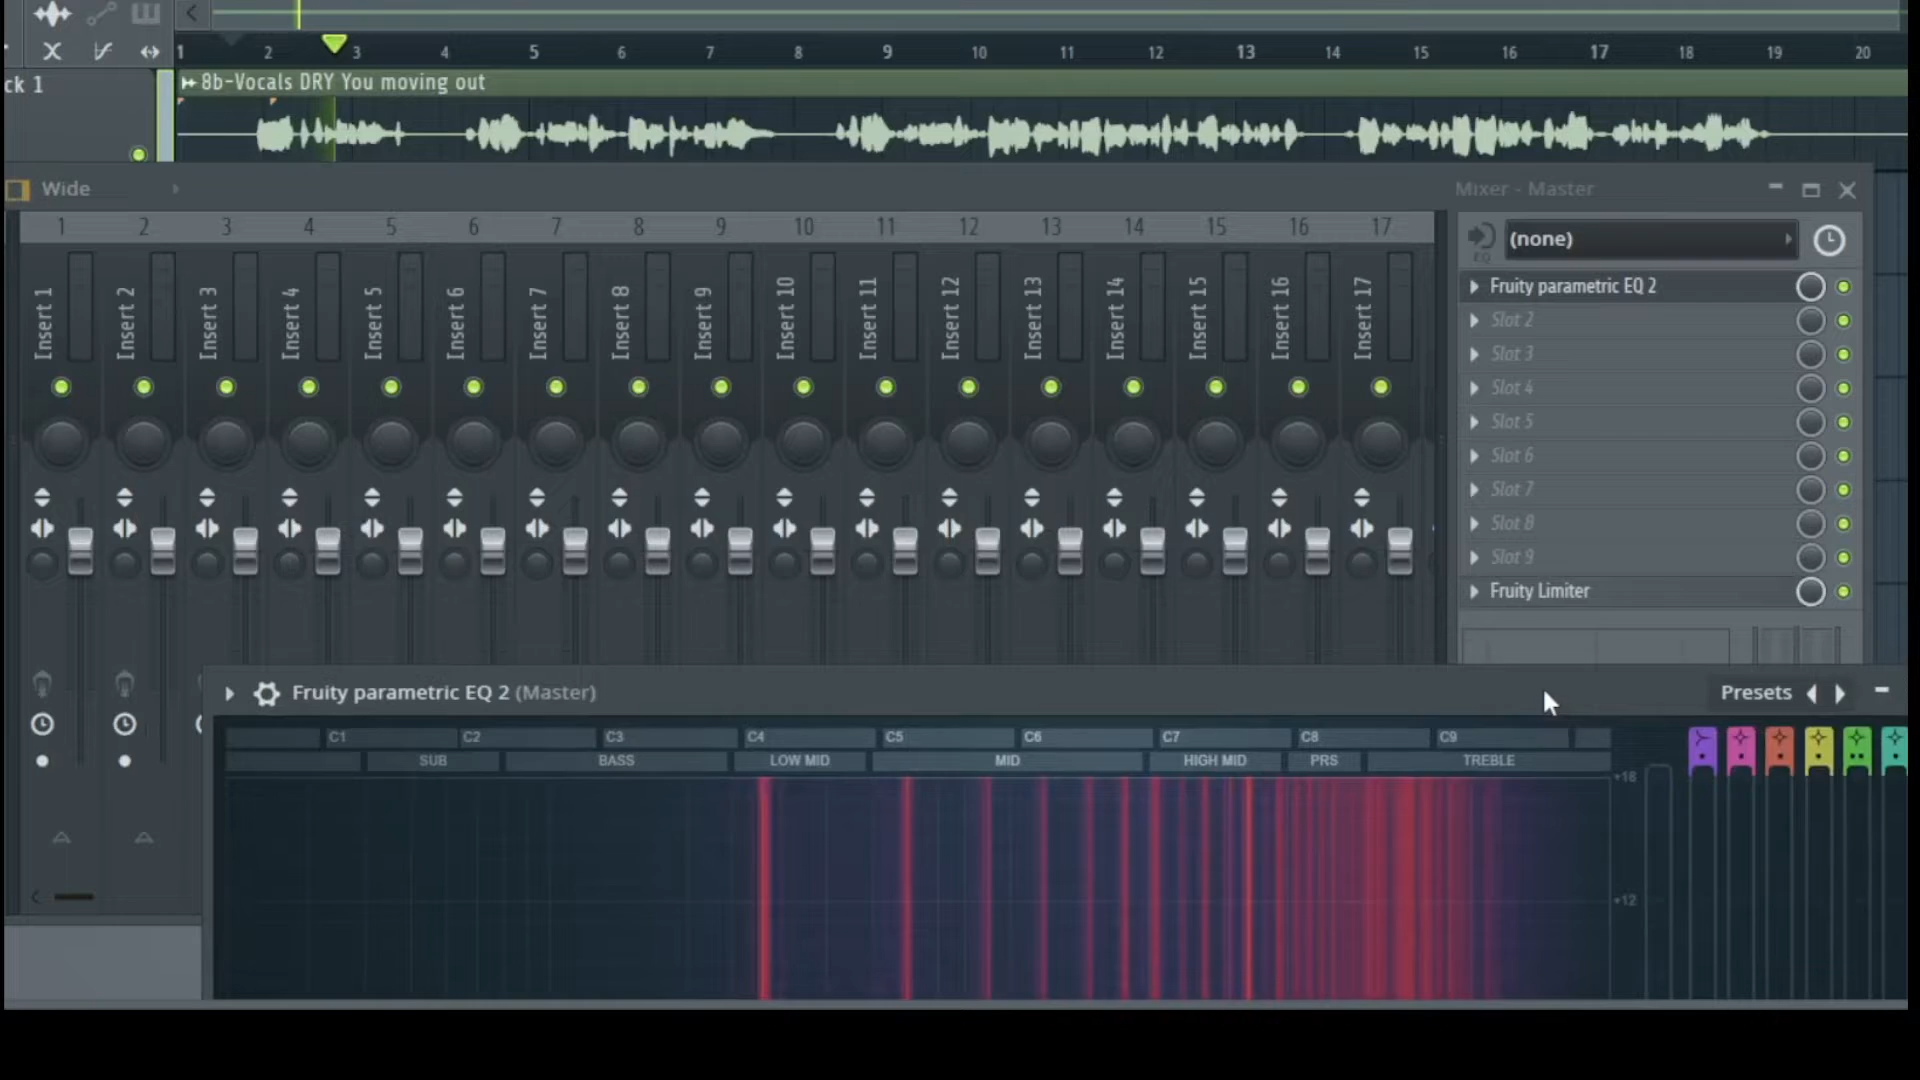 1 2 3 4 5 6 7 8 9 10 11 12 13 14 15 16 17 18 19 20
ck 1
8b-Vocals DRY You moving out
Wide
Mixer - Master
1 2 3 4 5 6 7 8 9 10 11 12 13 14 15 16 17
EQ
(none)
Insert 1
Insert 2
Insert 3
Insert 4
Insert 5
Insert 6
Insert 7
Insert 8
Insert 9
Insert 10
Insert 11
Insert 12
Insert 13
Insert 14
Insert 15
Insert 16
Insert 17
Fruity parametric EQ 2
Slot 2
Slot 3
Slot 4
Slot 5
Slot 6
Slot 7
Slot 8
Slot 9
Fruity Limiter
Fruity parametric EQ 2 (Master)
Presets
C1 C2 C3 C4 C5 C6 C7 C8 C9
SUB BASS LOW MID MID HIGH MID PRS TREBLE
+18
+12